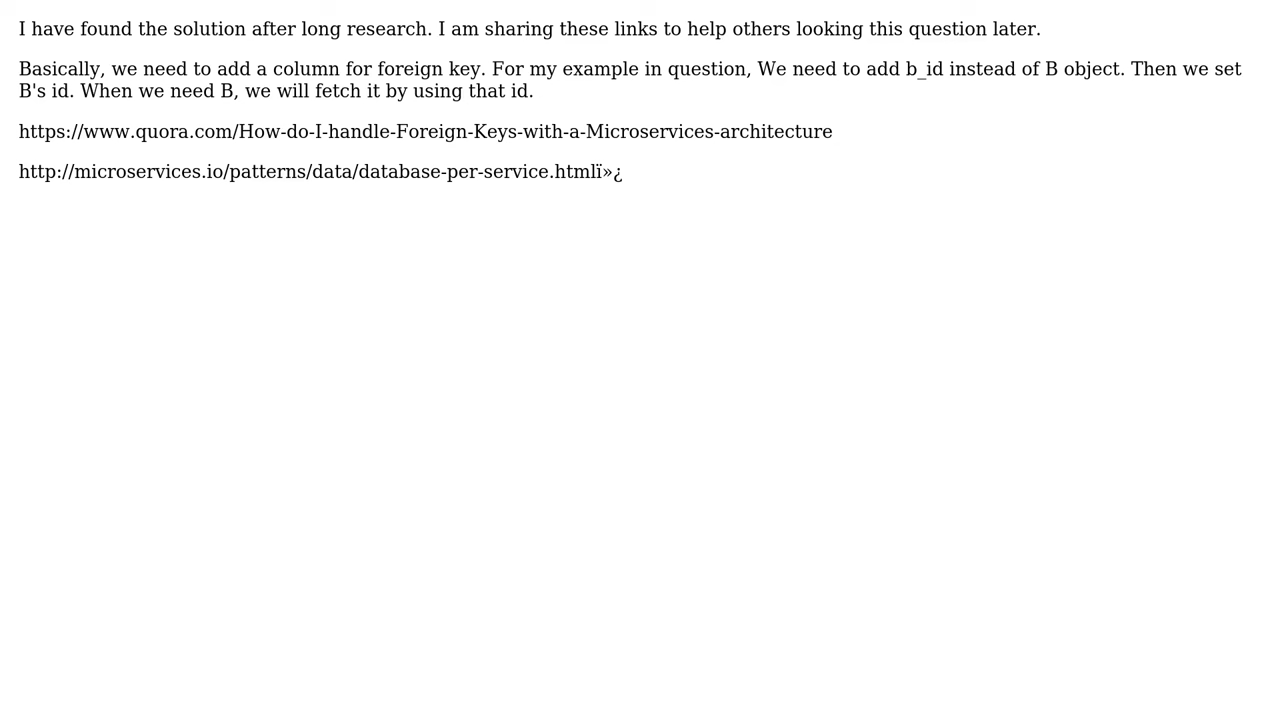 I have found the solution after long research. I am sharing these links to help others looking this question later.
Basically, we need to add a column for foreign key. For my example in question, We need to add b_id instead of B object. Then we set
B's id. When we need B, we will fetch it by using that id.
https://www.quora.com/How-do-I-handle-Foreign-Keys-with-a-Microservices-architecture
http://microservices.io/patterns/data/database-per-service.htmlï»¿